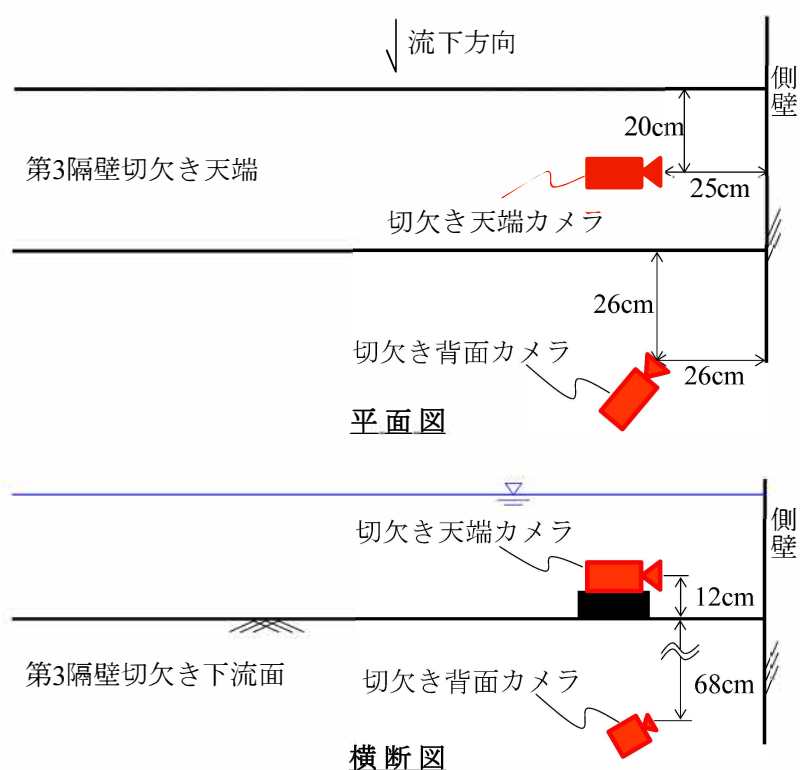 流下方向
側壁
20cm
第3隔壁切欠き天端
25cm
切欠き天端カメラ
26cm
切欠き背面カメラ
26cm
平面図
切欠き天端カメラ
側壁
12cm
第3隔壁切欠き下流面
切欠き背面カメラ
68cm
横断図